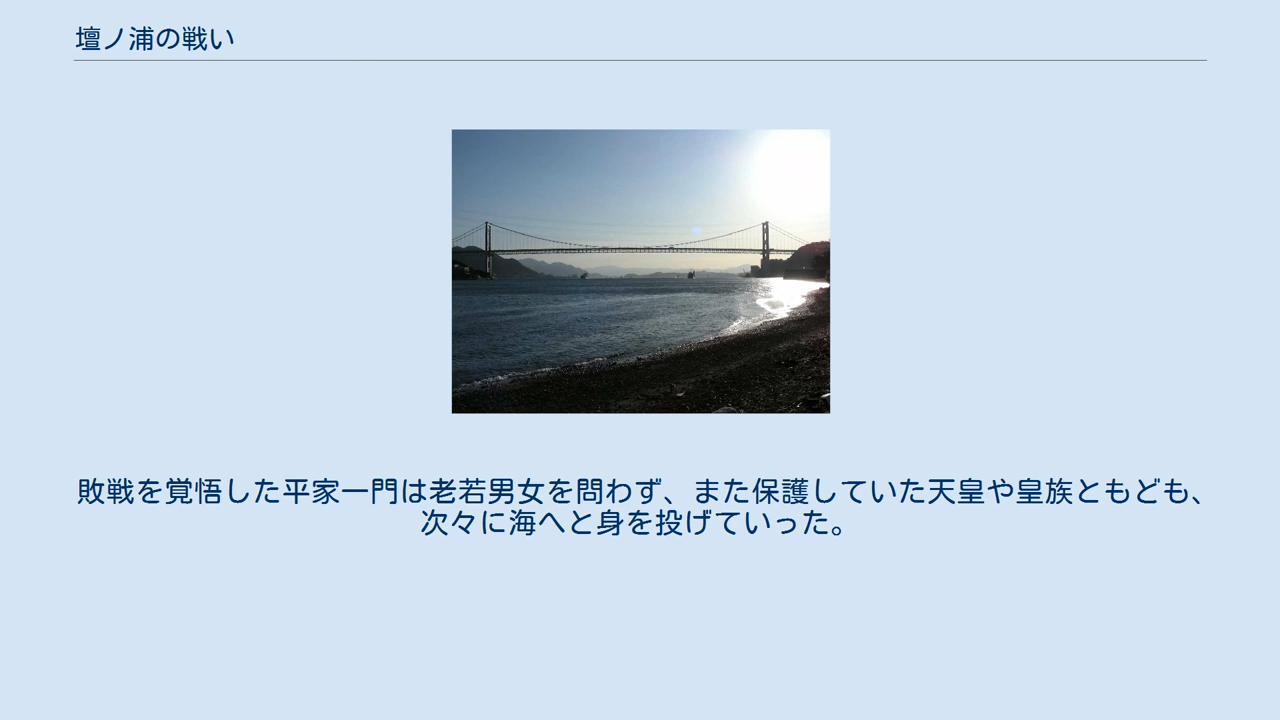 壇ノ浦の戦い
敗戦を覚悟した平家一門は老若男女を問わず、また保護していた天皇や皇族ともども、
次々に海へと身を投げていった。